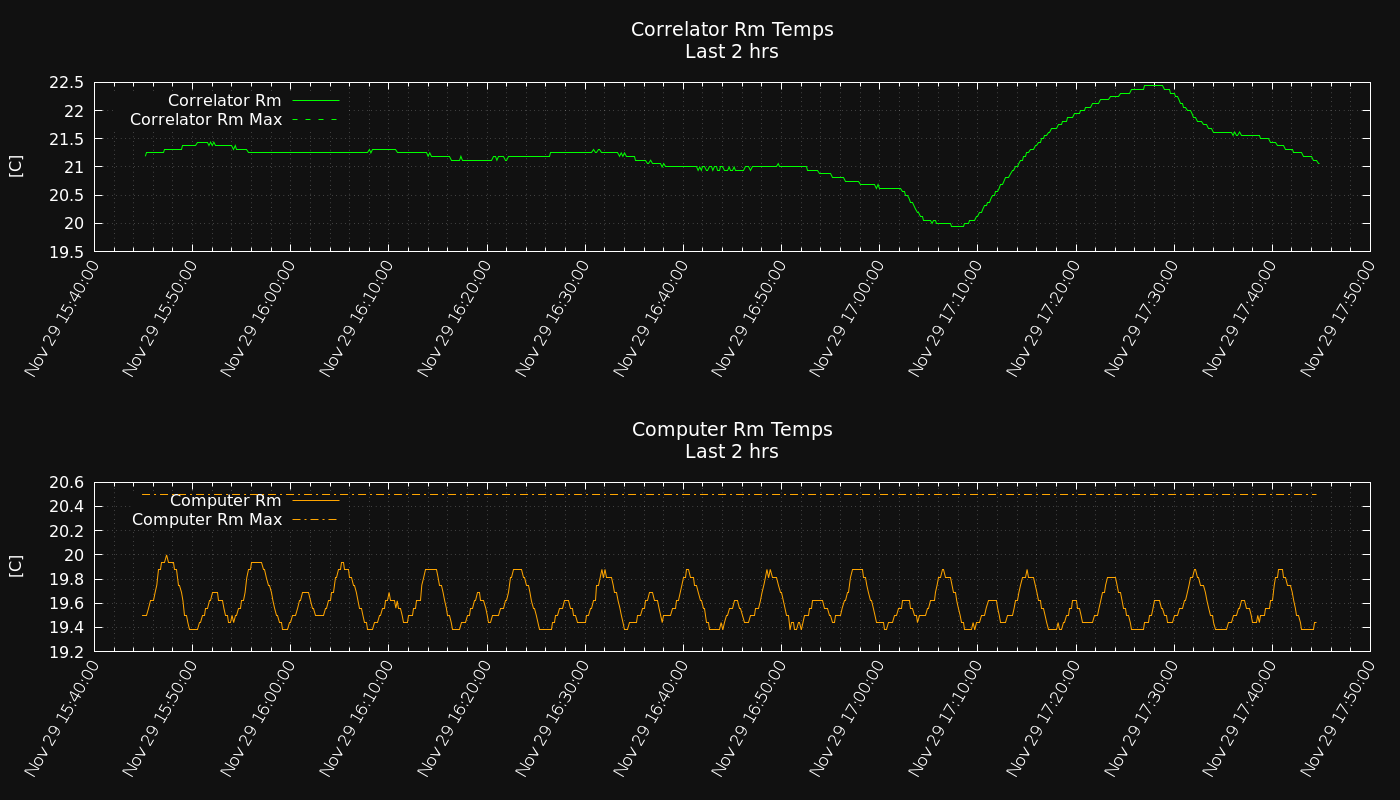 Correlator Rm Temps
Last 2 hrs
22.5
22
21.5
21
20.5
20
19.5
[C]
Correlator Rm
Correlator Rm Max
Nov 29 15:40:00
Nov 29 15:50:00
Nov 29 16:00:00
Nov 29 16:10:00
Nov 29 16:20:00
Nov 29 16:30:00
Nov 29 16:40:00
Nov 29 16:50:00
Nov 29 17:00:00
Nov 29 17:10:00
Nov 29 17:20:00
Nov 29 17:30:00
Nov 29 17:40:00
Nov 29 17:50:00
Computer Rm Temps
Last 2 hrs
20.6
20.4
20.2
20
19.8
19.6
19.4
19.2
[C]
Computer Rm
Computer Rm Max
Nov 29 15:40:00
Nov 29 15:50:00
Nov 29 16:00:00
Nov 29 16:10:00
Nov 29 16:20:00
Nov 29 16:30:00
Nov 29 16:40:00
Nov 29 16:50:00
Nov 29 17:00:00
Nov 29 17:10:00
Nov 29 17:20:00
Nov 29 17:30:00
Nov 29 17:40:00
Nov 29 17:50:00